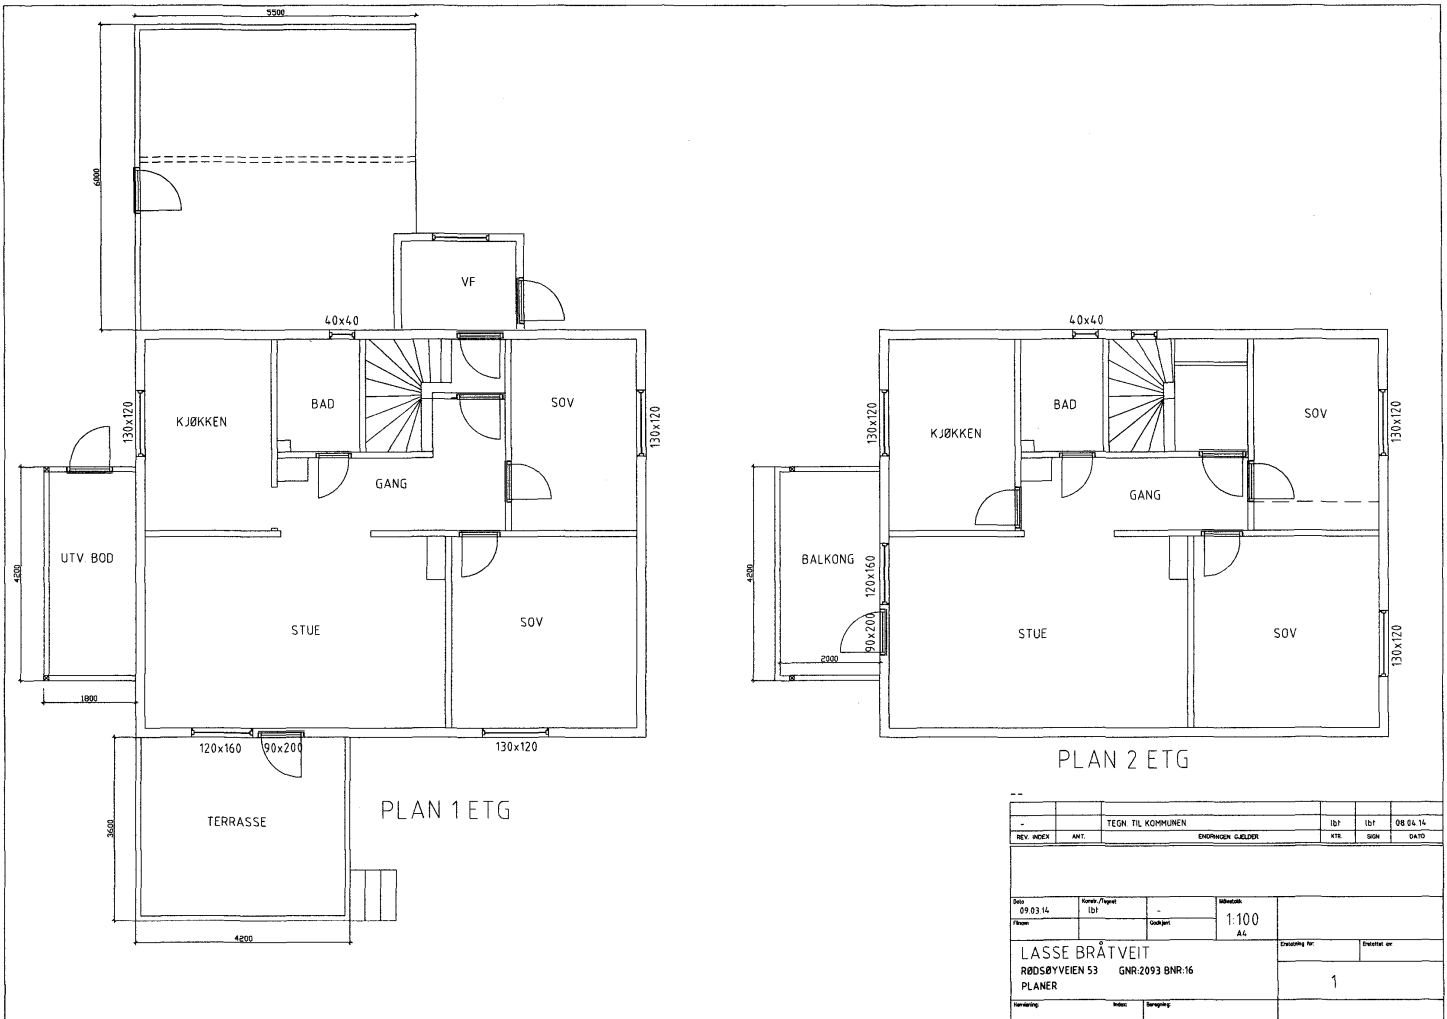 5500
6000
VF
40x40
KJØKKEN
BAD
SOV
130x120
130x120
GANG
UTV. BOD
4200
STUE
SOV
1800
120x160
90x200
130x120
TERRASSE
3600
4200
PLAN 1 ETG
40x40
130x120
KJØKKEN
BAD
SOV
130x120
GANG
BALKONG
4200
120x160
90x200
2000
STUE
SOV
130x120
PLAN 2 ETG
--
- TEGN. TIL KOMMUNEN lbt lbt 08.04.14
REV. INDEX ANT. ENDRINGEN GJELDER KTR. SIGN DATO
Dato Konstr./Tegnet Målestokk
09.03.14 lbt - 1:100
Filnavn Godkjent A4
LASSE BRÅTVEIT Erstatning for: Erstattet av:
RØDSØYVEIEN 53 GNR:2093 BNR:16
PLANER 1
Henvisning: Index: Beregning: